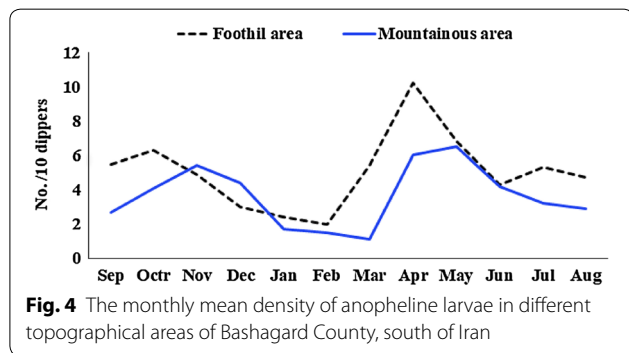 Foothil area Mountainous area
12
10
8
6
4
2
0
No./10 dippers
Sep Octr Nov Dec Jan Feb Mar Apr May Jun Jul Aug
Fig. 4 The monthly mean density of anopheline larvae in different
topographical areas of Bashagard County, south of Iran